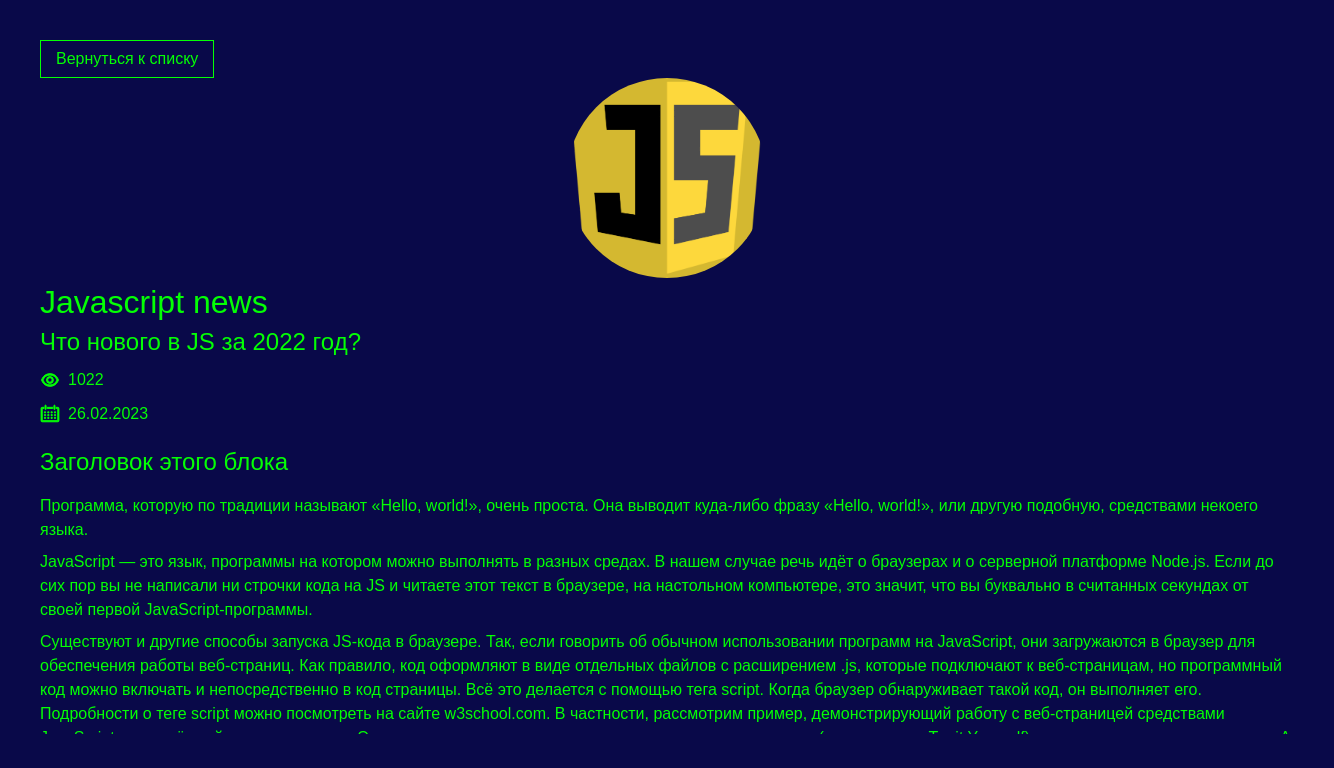 Вернуться к списку
JS
Javascript news
Что нового в JS за 2022 год?
1022
26.02.2023
Заголовок этого блока
Программа, которую по традиции называют «Hello, world!», очень проста. Она выводит куда-либо фразу «Hello, world!», или другую подобную, средствами некоего
языка.
JavaScript — это язык, программы на котором можно выполнять в разных средах. В нашем случае речь идёт о браузерах и о серверной платформе Node.js. Если до
сих пор вы не написали ни строчки кода на JS и читаете этот текст в браузере, на настольном компьютере, это значит, что вы буквально в считанных секундах от
своей первой JavaScript-программы.
Существуют и другие способы запуска JS-кода в браузере. Так, если говорить об обычном использовании программ на JavaScript, они загружаются в браузер для
обеспечения работы веб-страниц. Как правило, код оформляют в виде отдельных файлов с расширением .js, которые подключают к веб-страницам, но программный
код можно включать и непосредственно в код страницы. Всё это делается с помощью тега script. Когда браузер обнаруживает такой код, он выполняет его.
Подробности о теге script можно посмотреть на сайте w3school.com. В частности, рассмотрим пример, демонстрирующий работу с веб-страницей средствами